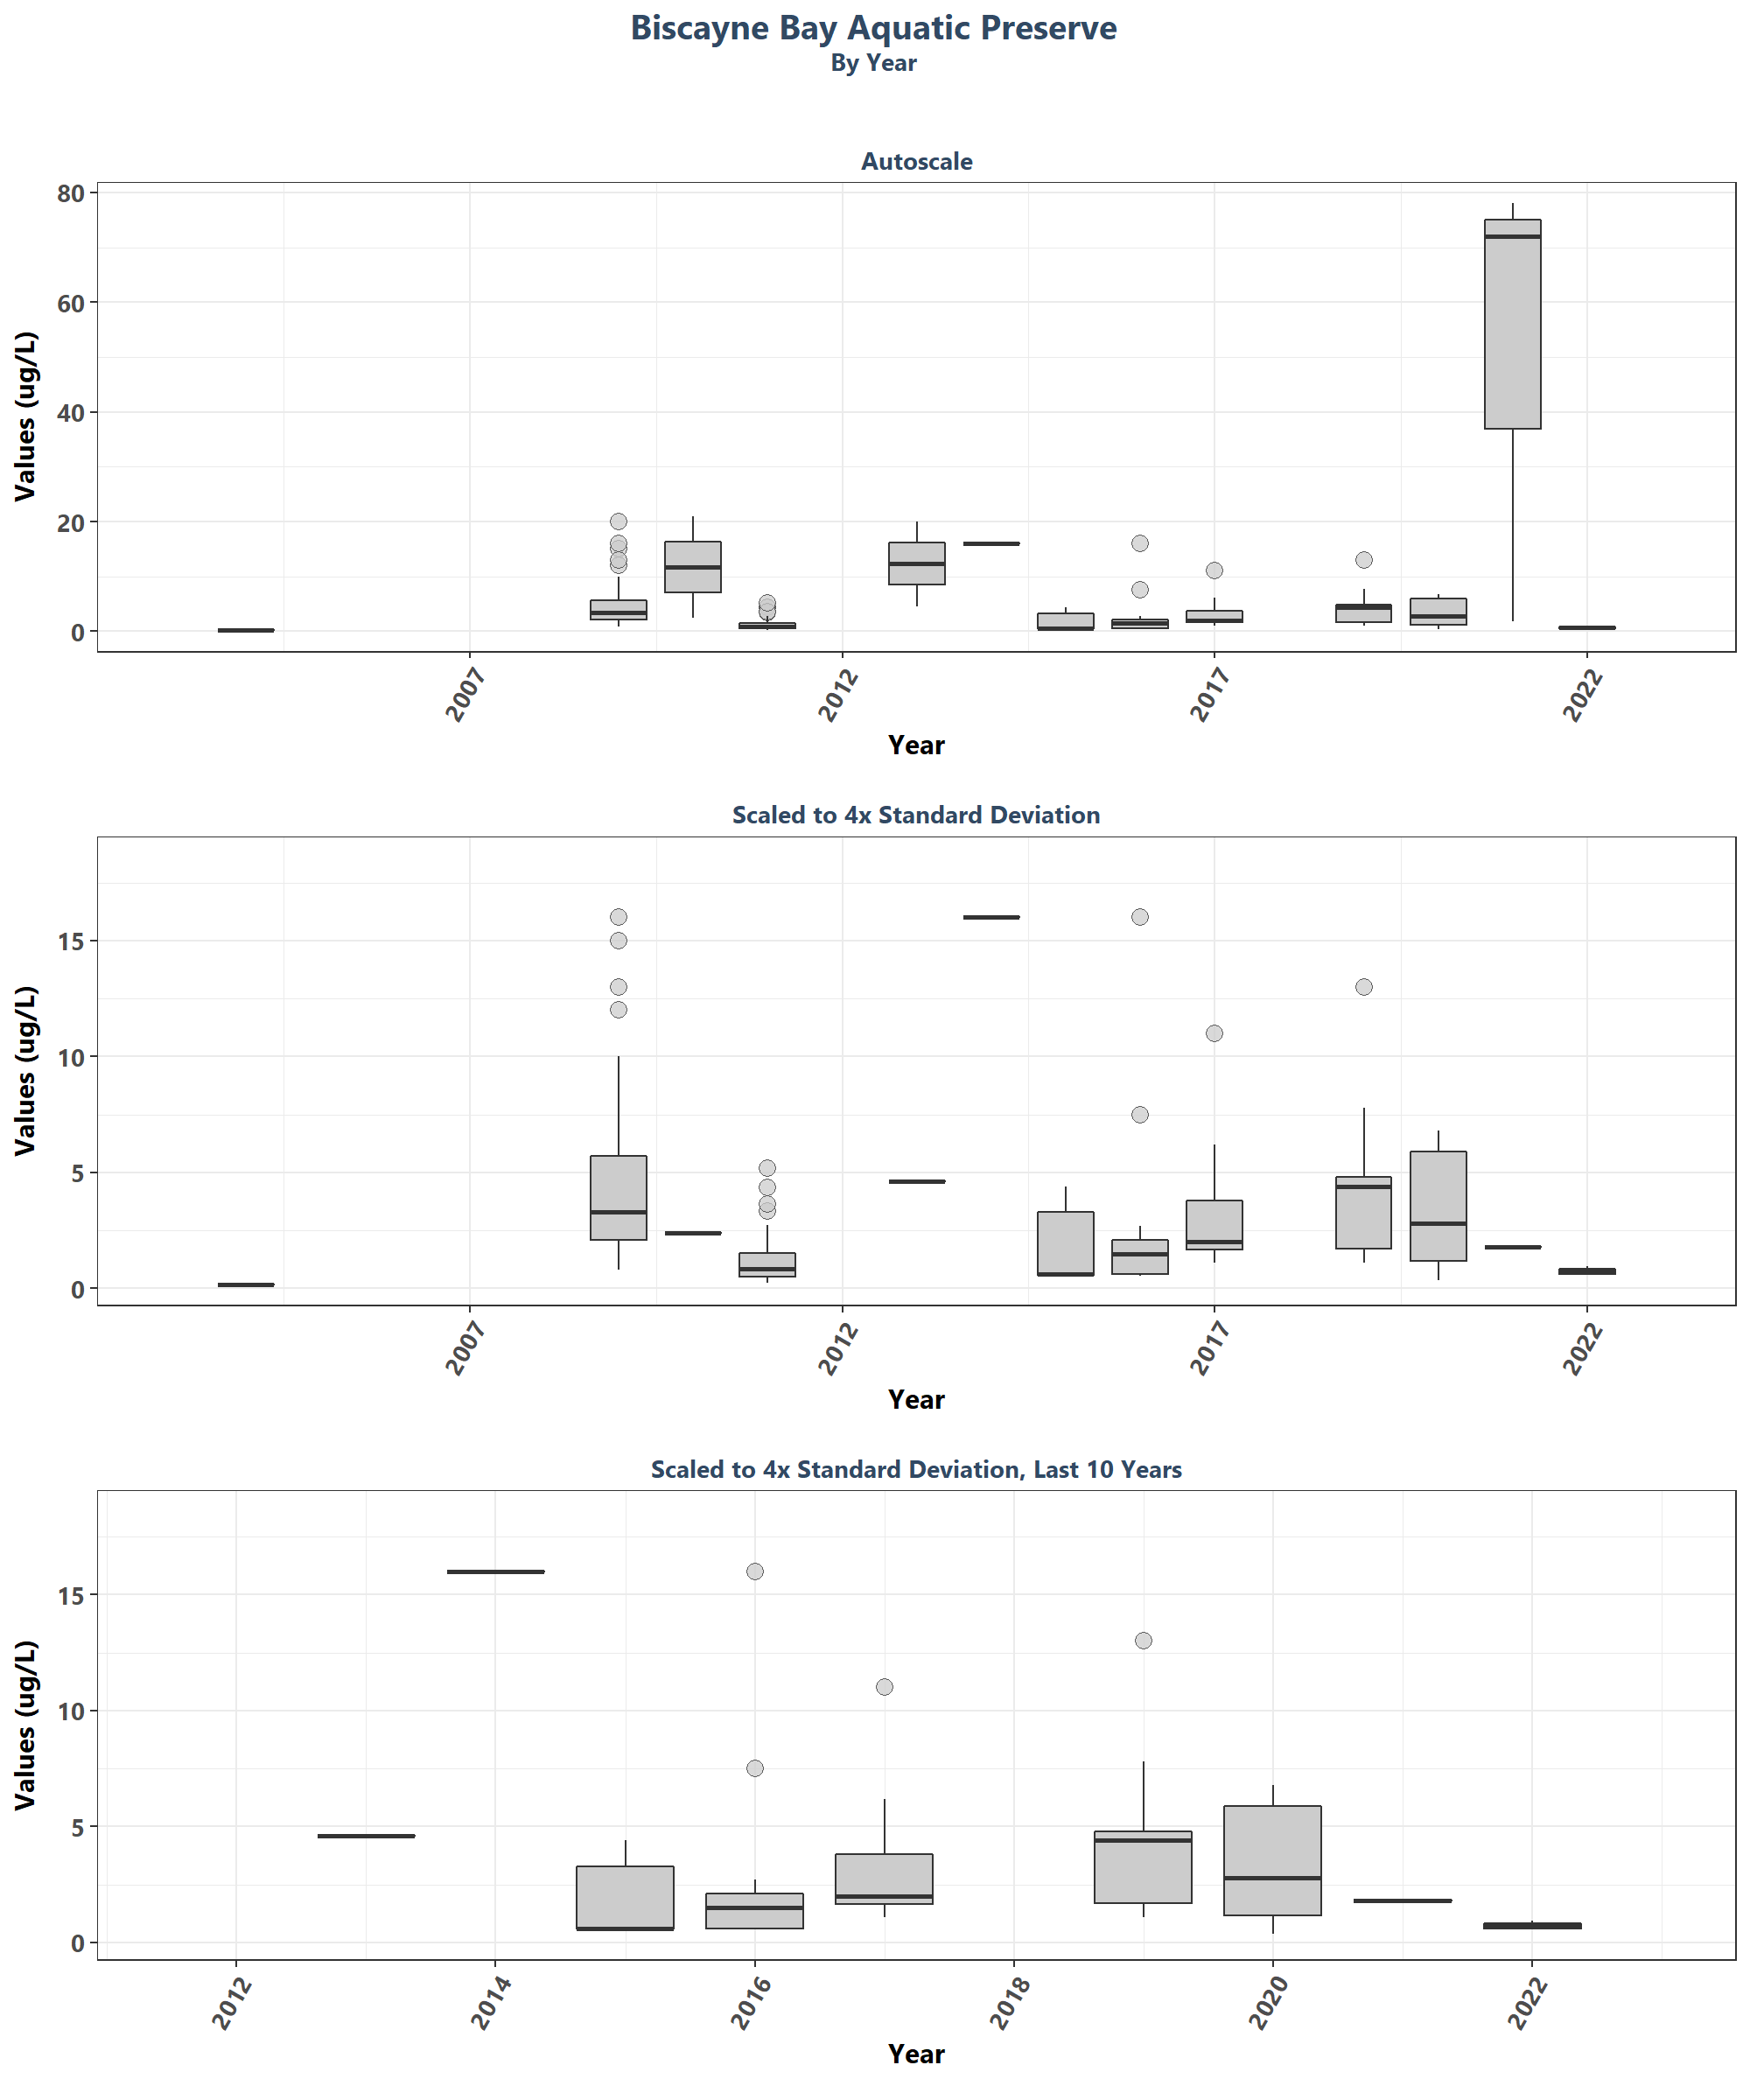 Biscayne Bay Aquatic Preserve
By Year
Autoscale
Values (ug/L)
80
60
40
20
0
2007 2012 2017 2022
Year
Scaled to 4x Standard Deviation
Values (ug/L)
15
10
5
0
2007 2012 2017 2022
Year
Scaled to 4x Standard Deviation, Last 10 Years
Values (ug/L)
15
10
5
0
2012 2014 2016 2018 2020 2022
Year